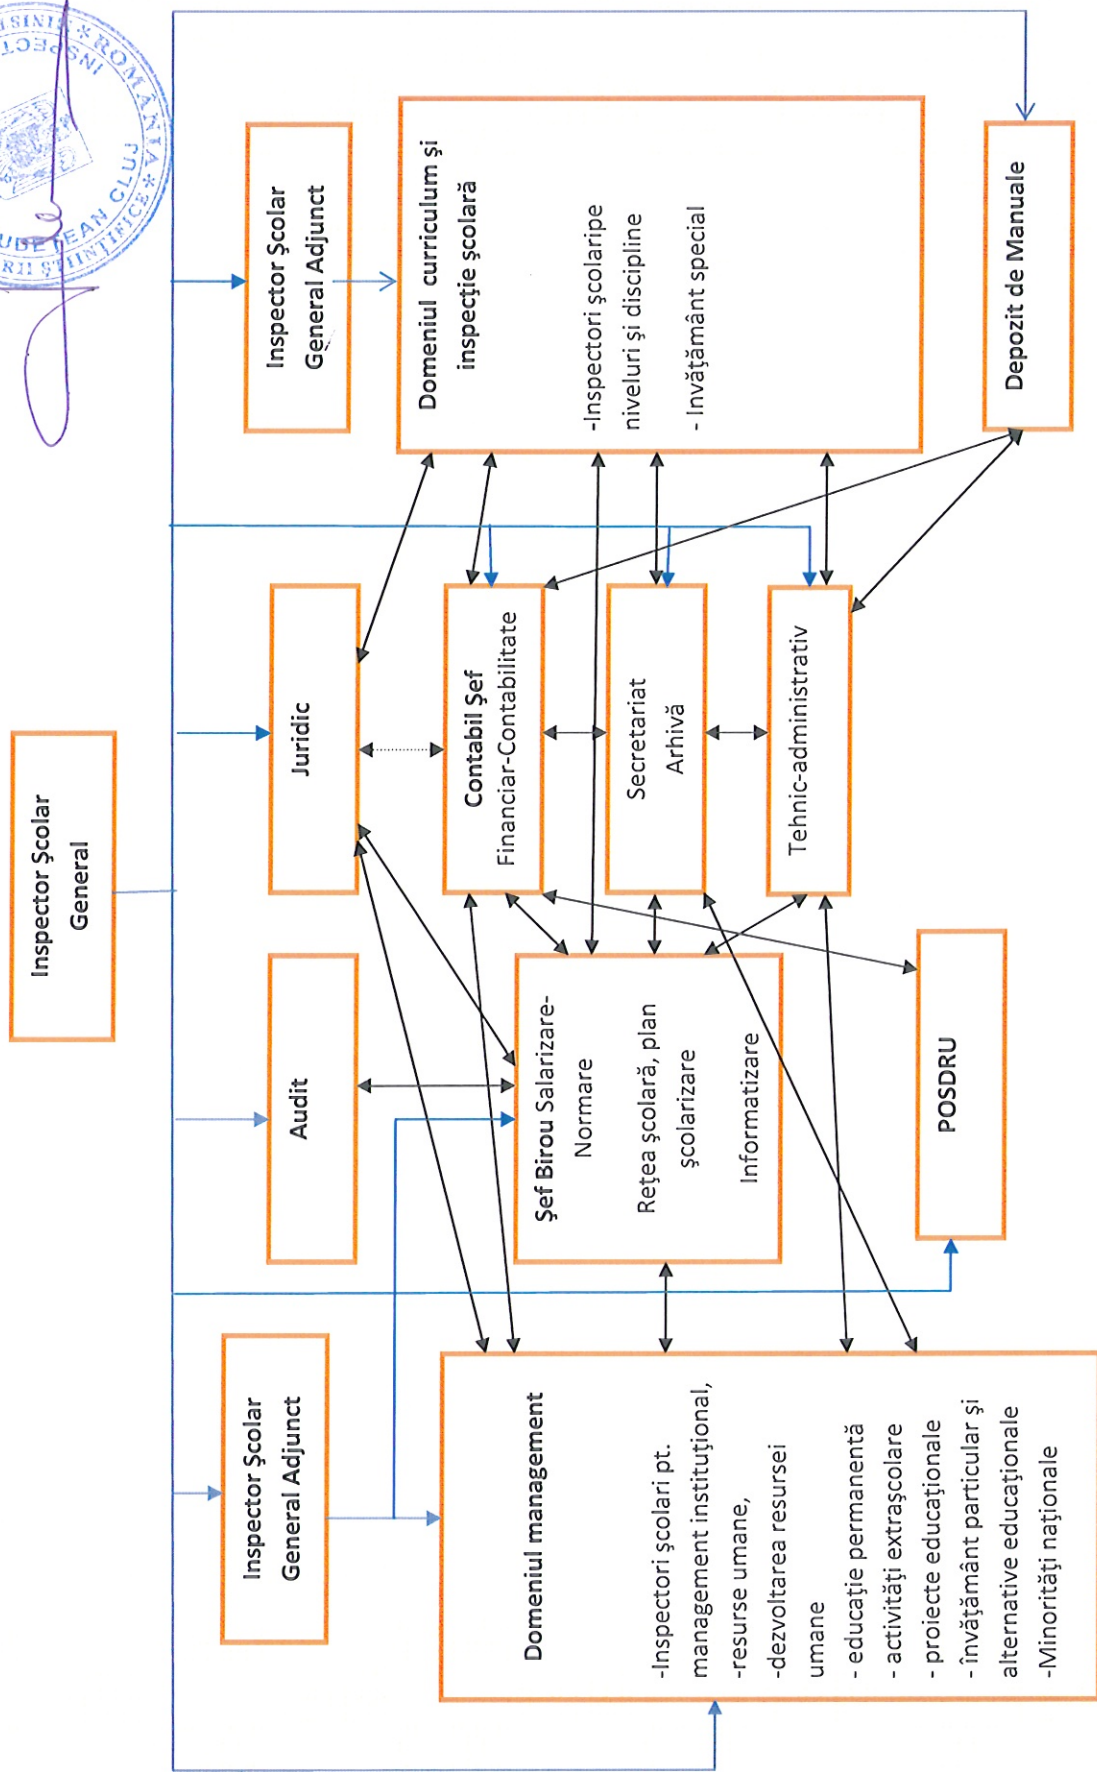 Inspector Şcolar
General
Inspector Şcolar
General Adjunct
Audit
Juridic
Inspector Şcolar
General Adjunct
Domeniul management
-Inspectori şcolari pt.
management instituţional,
-resurse umane,
-dezvoltarea resursei
umane
- educaţie permanentă
- activităţi extraşcolare
- proiecte educaţionale
- învăţământ particular şi
alternative educaţionale
-Minorităţi naţionale
Şef Birou Salarizare-
Normare
Reţea şcolară, plan
şcolarizare
Informatizare
Contabil Şef
Financiar-Contabilitate
Secretariat
Arhivă
Tehnic-administrativ
Domeniul curriculum şi
inspecţie şcolară
-Inspectori şcolaripe
niveluri şi discipline
- Invăţământ special
POSDRU
Depozit de Manuale
ROMÂNIA
CLUJ